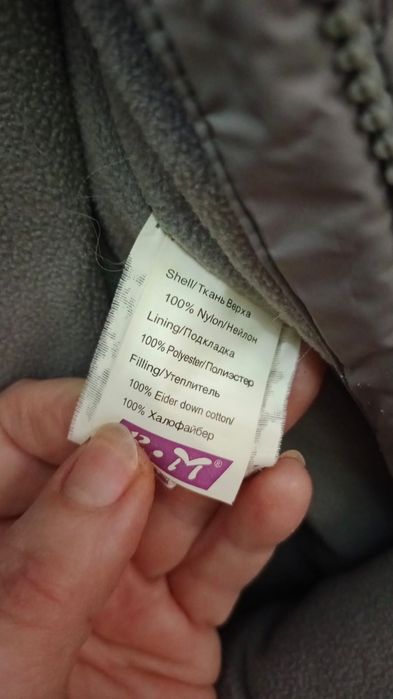 Shell/Ткань Верха
100% Nylon/Нейлон
Lining/Подкладка
100% Polyester/Полиэстер
Filling/Утеплитель
100% Eider down cotton/
100% Халофайбер